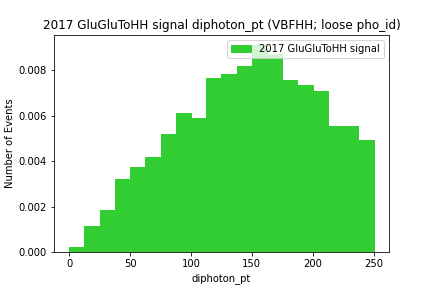 2017 GluGluToHH signal diphoton_pt (VBFHH; loose pho_id)
2017 GluGluToHH signal
0.008
0.006
0.004
0.002
0.000
Number of Events
0 50 100 150 200 250
diphoton_pt